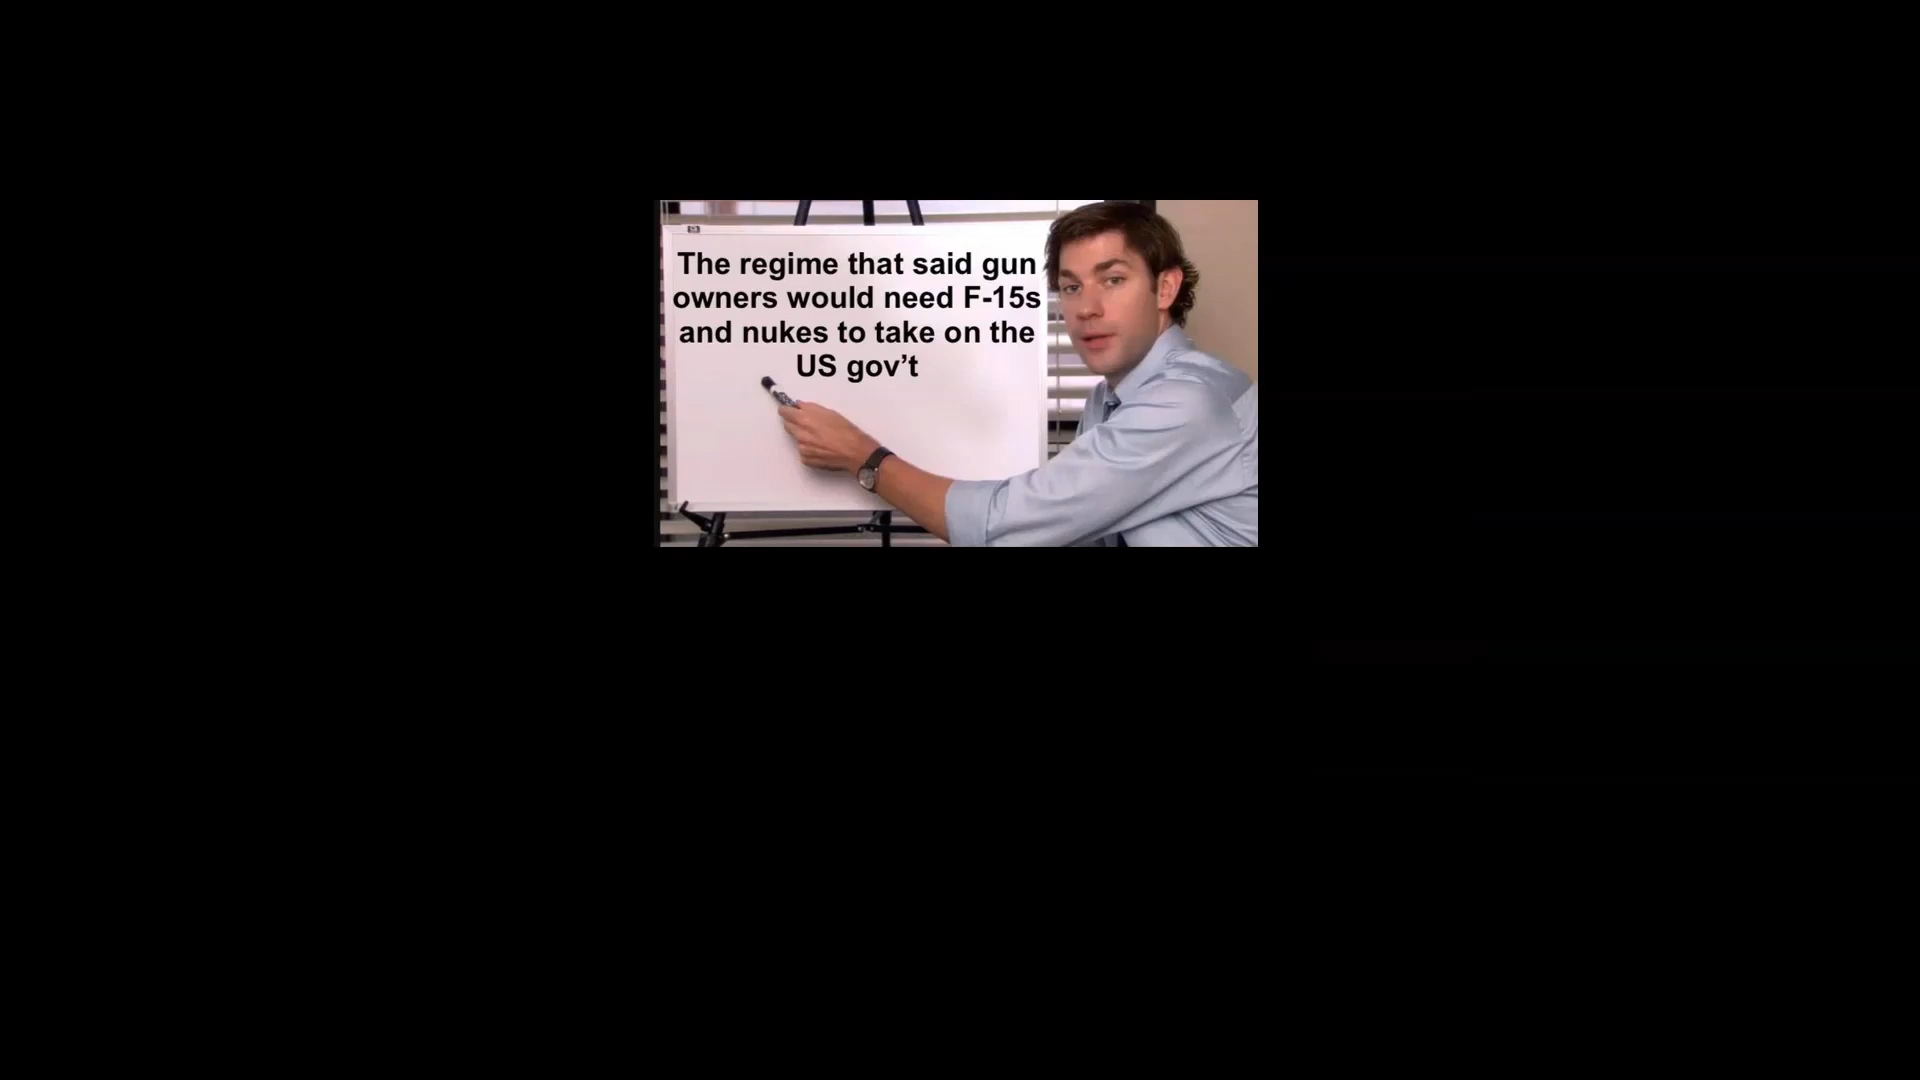 The regime that said gun
owners would need F-15s
and nukes to take on the
US gov’t